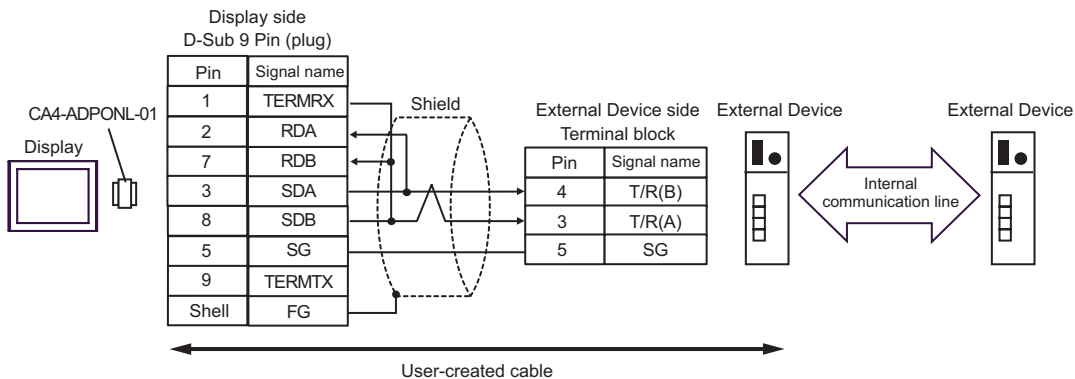 Display side
D-Sub 9 Pin (plug)
Pin Signal name
1 TERMRX
2 RDA
7 RDB
3 SDA
8 SDB
5 SG
9 TERMTX
Shell FG
CA4-ADPONL-01
Display
Shield
External Device side
Terminal block
Pin Signal name
4 T/R(B)
3 T/R(A)
5 SG
External Device
Internal
communication line
External Device
User-created cable